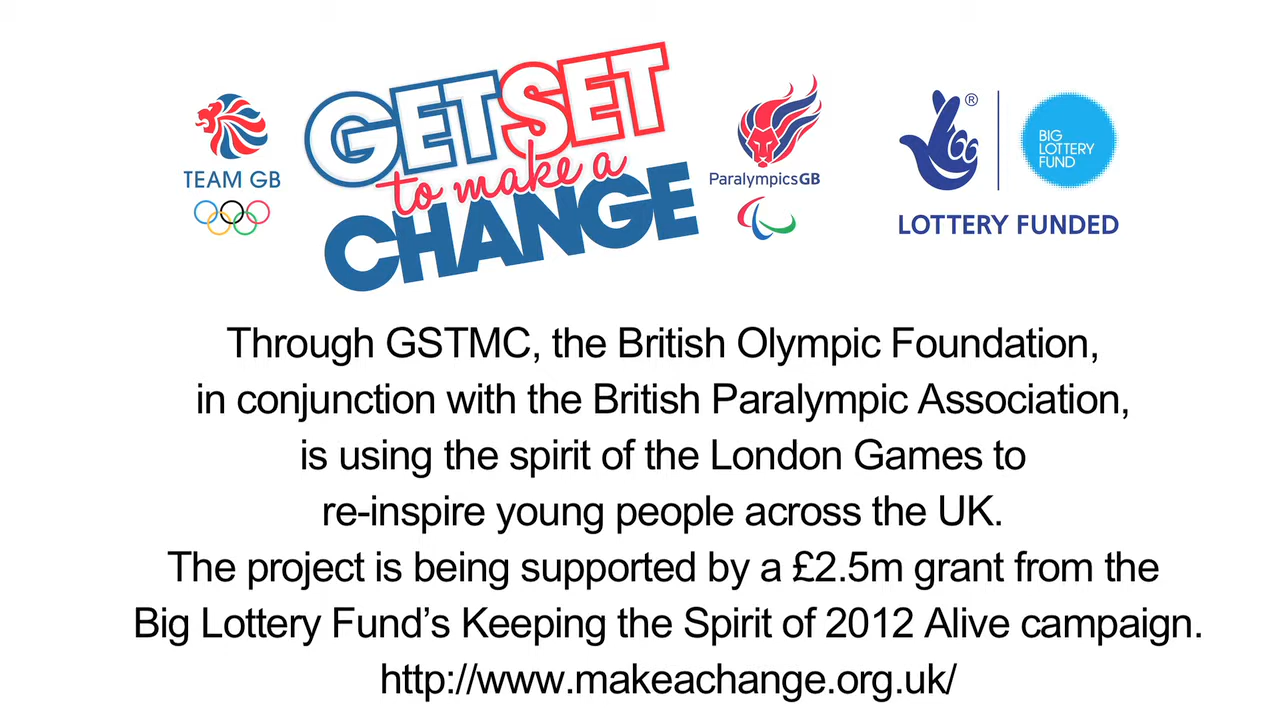 GET SET
to make a
CHANGE
TEAM GB
ParalympicsGB
®
BIG
LOTTERY
FUND
LOTTERY FUNDED
Through GSTMC, the British Olympic Foundation,
in conjunction with the British Paralympic Association,
is using the spirit of the London Games to
re-inspire young people across the UK.
The project is being supported by a £2.5m grant from the
Big Lottery Fund’s Keeping the Spirit of 2012 Alive campaign.
http://www.makeachange.org.uk/